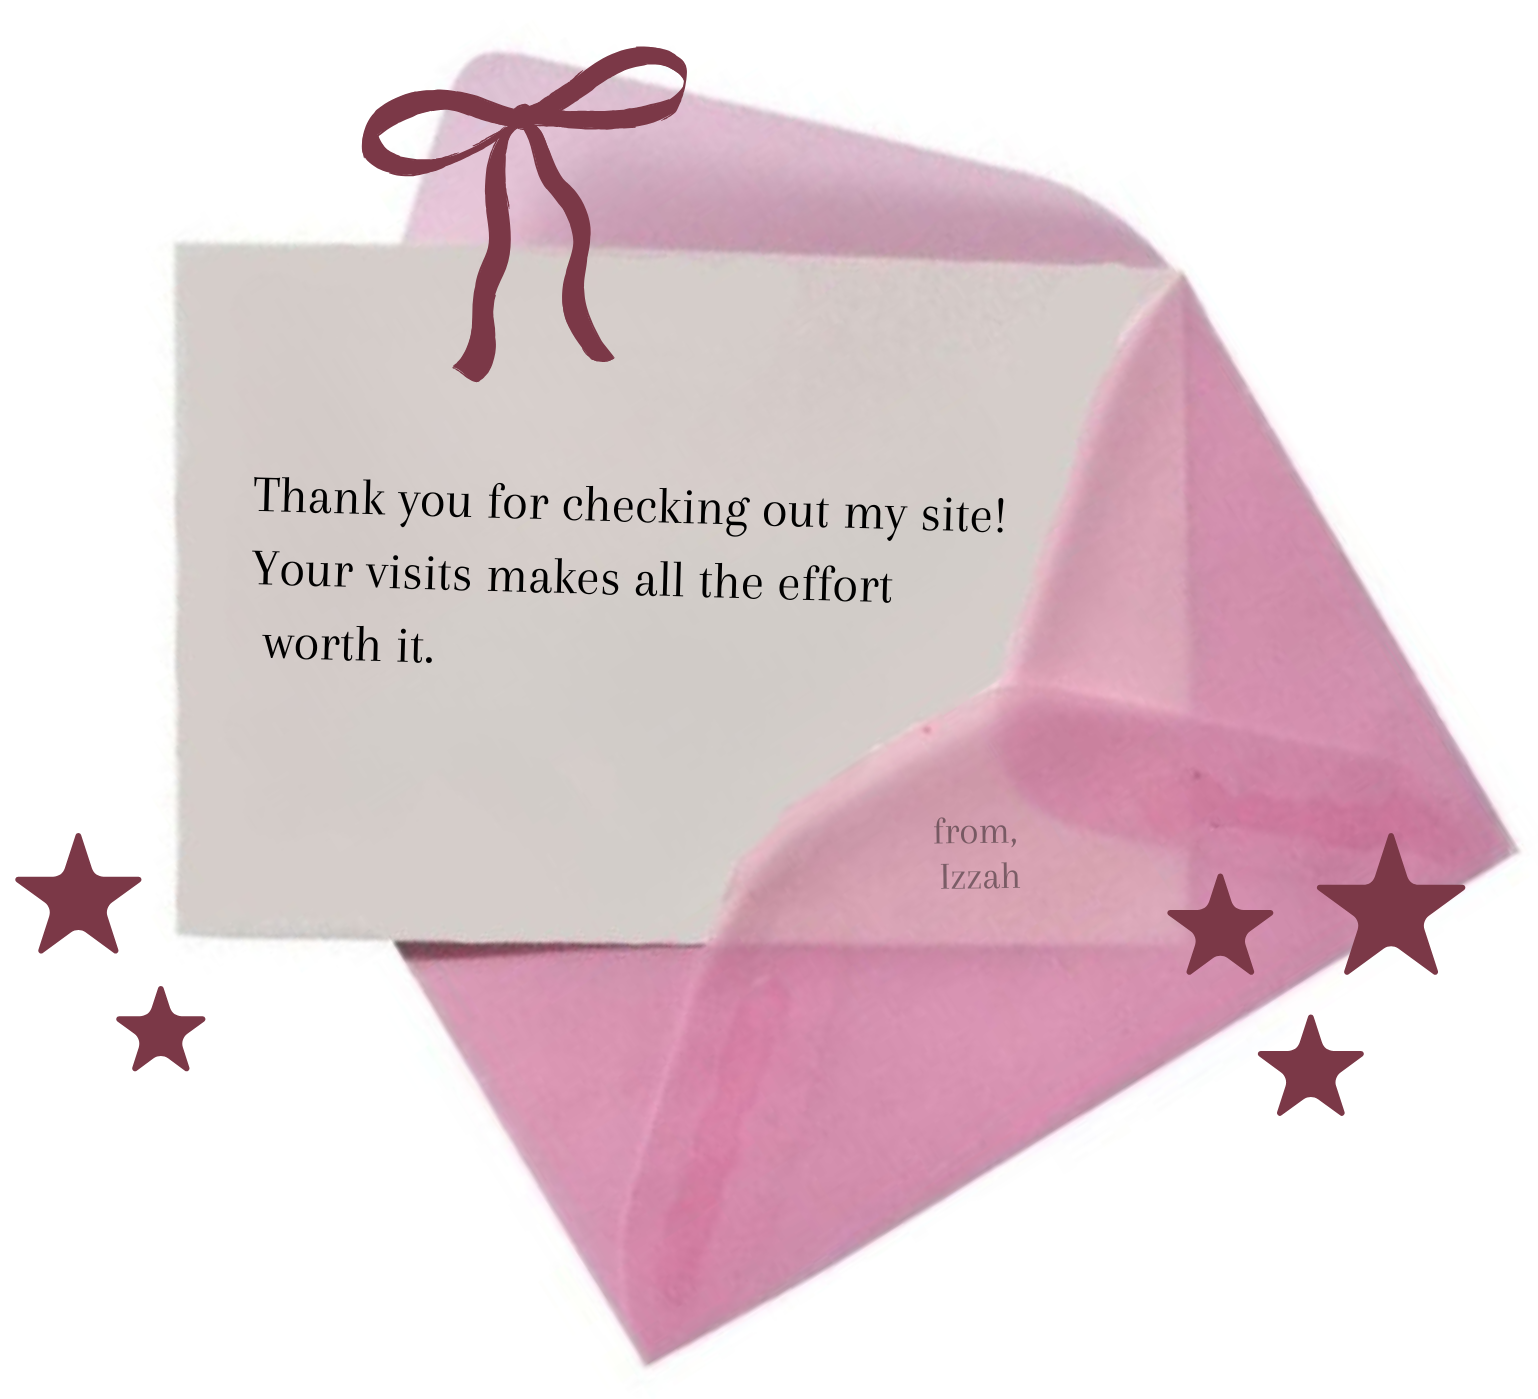 Thank you for checking out my site!
Your visits makes all the effort
worth it.
from,
Izzah